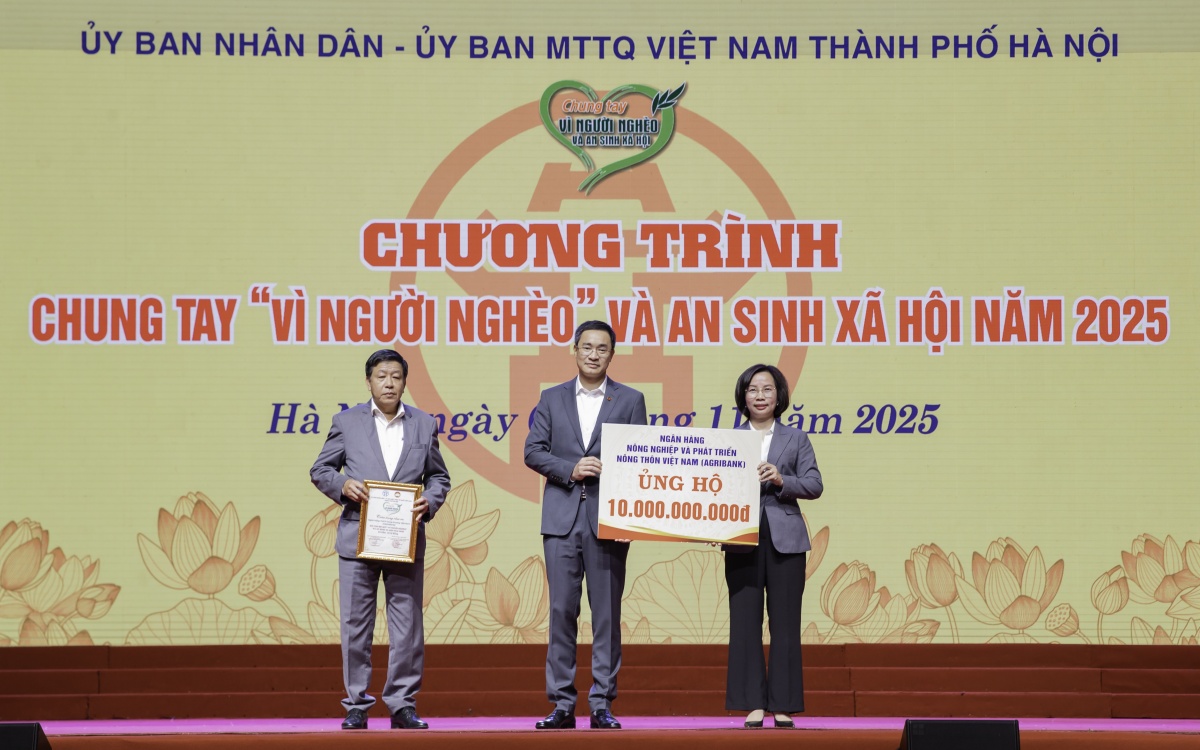 ỦY BAN NHÂN DÂN - ỦY BAN MTTQ VIỆT NAM THÀNH PHỐ HÀ NỘI
Chung tay
VÌ NGƯỜI NGHÈO
VÀ AN SINH XÃ HỘI
CHƯƠNG TRÌNH
CHUNG TAY “VÌ NGƯỜI NGHÈO” VÀ AN SINH XÃ HỘI NĂM 2025
Hà ngày 11 năm 2025
NGÂN HÀNG
NÔNG NGHIỆP VÀ PHÁT TRIỂN
NÔNG THÔN VIỆT NAM (AGRIBANK)
ỦNG HỘ
10.000.000.000đ